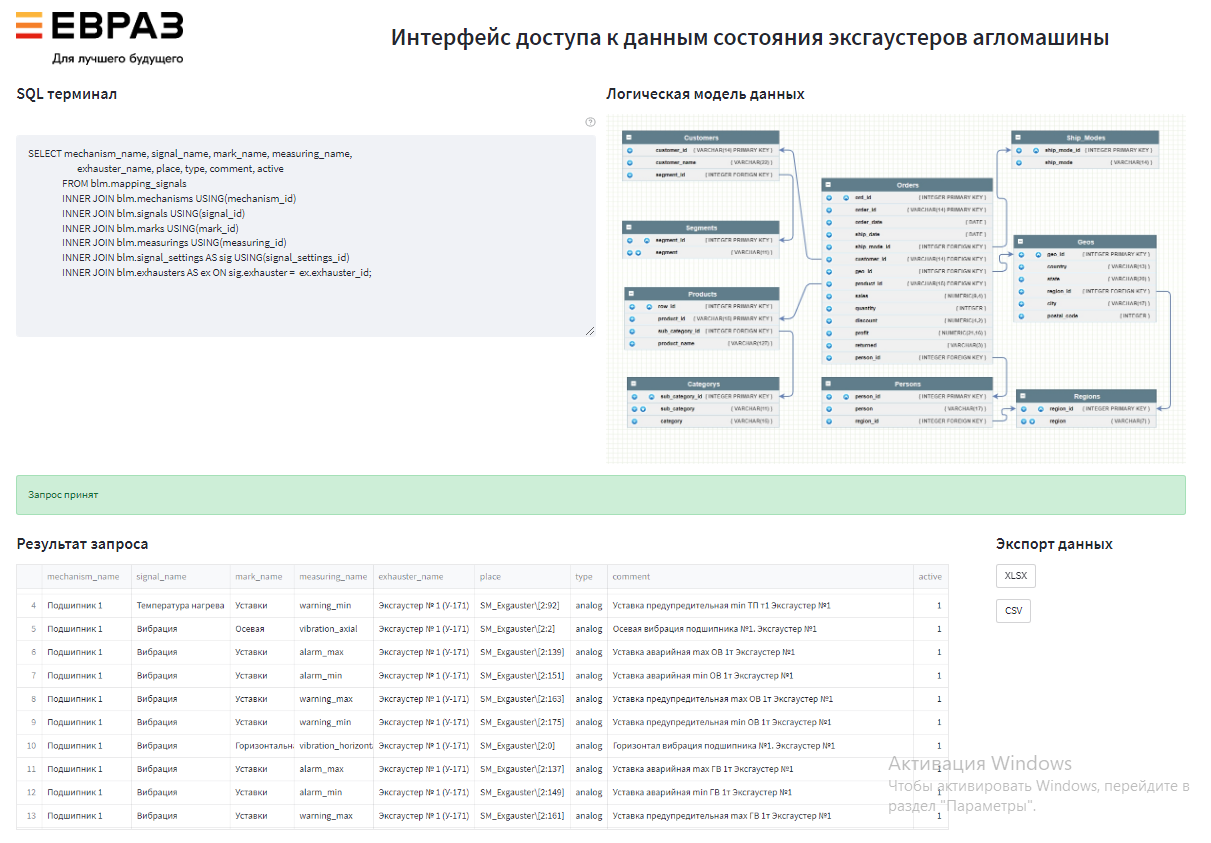 ЕВРАЗ
Для лучшего будущего
Интерфейс доступа к данным состояния эксгаустеров агломашины
SQL терминал
Логическая модель данных
SELECT mechanism_name, signal_name, mark_name, measuring_name,
exhauster_name, place, type, comment, active
FROM blm.mapping_signals
INNER JOIN blm.mechanisms USING(mechanism_id)
INNER JOIN blm.signals USING(signal_id)
INNER JOIN blm.marks USING(mark_id)
INNER JOIN blm.measurings USING(measuring_id)
INNER JOIN blm.signal_settings AS sig USING(signal_settings_id)
INNER JOIN blm.exhausters AS ex ON sig.exhauster = ex.exhauster_id;
Customers
customer_id ( VARCHAR(14) PRIMARY KEY )
customer_name ( VARCHAR(22) )
segment_id ( INTEGER FOREIGN KEY )
Segments
segment_id ( INTEGER PRIMARY KEY )
segment ( VARCHAR(11) )
Products
row_id ( INTEGER PRIMARY KEY )
product_id ( VARCHAR(15) PRIMARY KEY )
sub_category_id ( INTEGER FOREIGN KEY )
product_name ( VARCHAR(127) )
Categorys
sub_category_id ( INTEGER PRIMARY KEY )
sub_category ( VARCHAR(11) )
category ( VARCHAR(15) )
Orders
ord_id ( INTEGER PRIMARY KEY )
order_id ( VARCHAR(14) PRIMARY KEY )
order_date ( DATE )
ship_date ( DATE )
ship_mode_id ( INTEGER FOREIGN KEY )
customer_id ( VARCHAR(14) FOREIGN KEY )
geo_id ( INTEGER FOREIGN KEY )
product_id ( VARCHAR(15) FOREIGN KEY )
sales ( NUMERIC(9,4) )
quantity ( INTEGER )
discount ( NUMERIC(4,2) )
profit ( NUMERIC(21,16) )
returned ( VARCHAR(3) )
person_id ( INTEGER FOREIGN KEY )
Persons
person_id ( INTEGER PRIMARY KEY )
person ( VARCHAR(17) )
region_id ( INTEGER FOREIGN KEY )
Ship_Modes
ship_mode_id ( INTEGER PRIMARY KEY )
ship_mode ( VARCHAR(14) )
Geos
geo_id ( INTEGER PRIMARY KEY )
country ( VARCHAR(13) )
state ( VARCHAR(20) )
region_id ( INTEGER FOREIGN KEY )
city ( VARCHAR(17) )
postal_code ( INTEGER )
Regions
region_id ( INTEGER PRIMARY KEY )
region ( VARCHAR(7) )
Запрос принят
Результат запроса
Экспорт данных
XLSX
CSV
mechanism_name signal_name mark_name measuring_name exhauster_name place type comment active
4 Подшипник 1 Температура нагрева Уставки warning_min Эксгаустер № 1 (У-171) SM_Exgauster\[2:92] analog Уставка предупредительная min ТП т1 Эксгаустер №1 1
5 Подшипник 1 Вибрация Осевая vibration_axial Эксгаустер № 1 (У-171) SM_Exgauster\[2:2] analog Осевая вибрация подшипника №1. Эксгаустер №1 1
6 Подшипник 1 Вибрация Уставки alarm_max Эксгаустер № 1 (У-171) SM_Exgauster\[2:139] analog Уставка аварийная max ОВ 1т Эксгаустер №1 1
7 Подшипник 1 Вибрация Уставки alarm_min Эксгаустер № 1 (У-171) SM_Exgauster\[2:151] analog Уставка аварийная min ОВ 1т Эксгаустер №1 1
8 Подшипник 1 Вибрация Уставки warning_max Эксгаустер № 1 (У-171) SM_Exgauster\[2:163] analog Уставка предупредительная max ОВ 1т Эксгаустер №1 1
9 Подшипник 1 Вибрация Уставки warning_min Эксгаустер № 1 (У-171) SM_Exgauster\[2:175] analog Уставка предупредительная min ОВ 1т Эксгаустер №1 1
10 Подшипник 1 Вибрация Горизонтальн vibration_horizont Эксгаустер № 1 (У-171) SM_Exgauster\[2:0] analog Горизонтал вибрация подшипника №1. Эксгаустер №1 1
11 Подшипник 1 Вибрация Уставки alarm_max Эксгаустер № 1 (У-171) SM_Exgauster\[2:137] analog Уставка аварийная max ГВ 1т Эксгаустер №1 1
12 Подшипник 1 Вибрация Уставки alarm_min Эксгаустер № 1 (У-171) SM_Exgauster\[2:149] analog Уставка аварийная min ГВ 1т Эксгаустер №1 1
13 Подшипник 1 Вибрация Уставки warning_max Эксгаустер № 1 (У-171) SM_Exgauster\[2:161] analog Уставка предупредительная max ГВ 1т Эксгаустер №1 1
Активация Windows
Чтобы активировать Windows, перейдите в
раздел "Параметры".